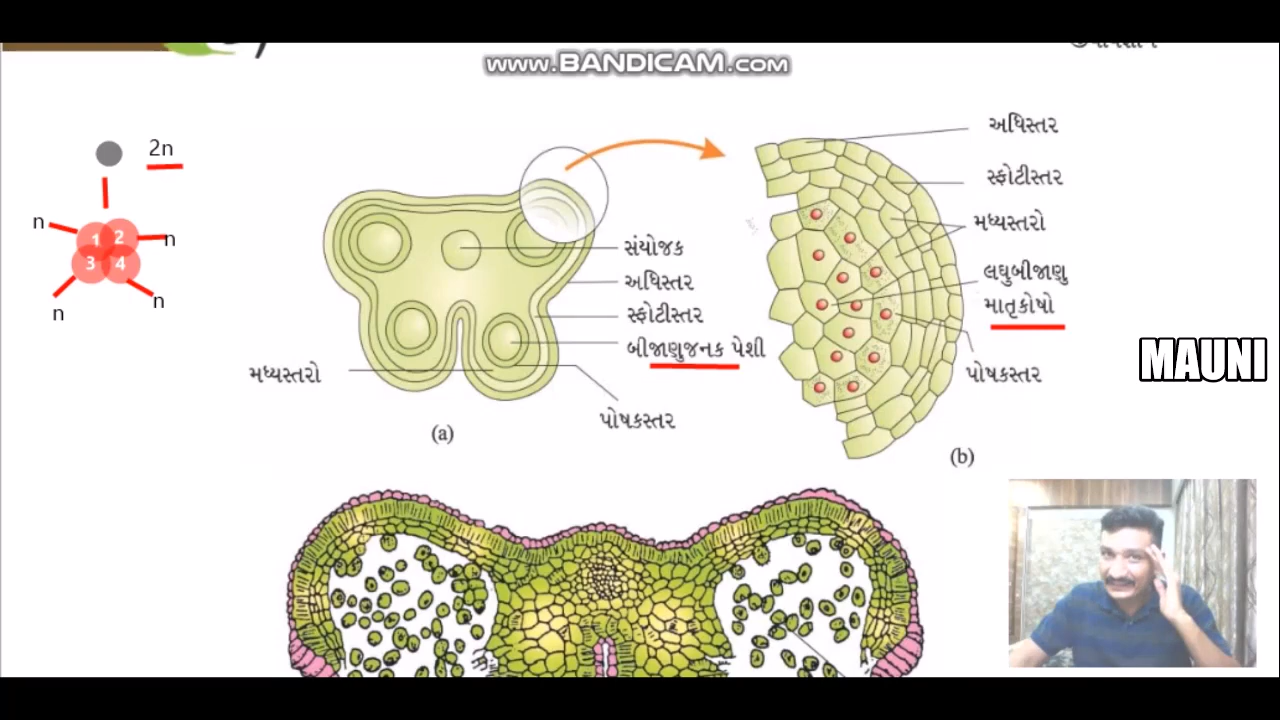 www.BANDICAM.com
2n
n
n
1
2
3
4
n
n
સંયોજક
અધિસ્તર
સ્ફોટીસ્તર
બીજાણુજનક પેશી
મધ્યસ્તરો
પોષકસ્તર
(a)
અધિસ્તર
સ્ફોટીસ્તર
મધ્યસ્તરો
લઘુબીજાણુ
માતૃકોષો
પોષકસ્તર
(b)
MAUNI